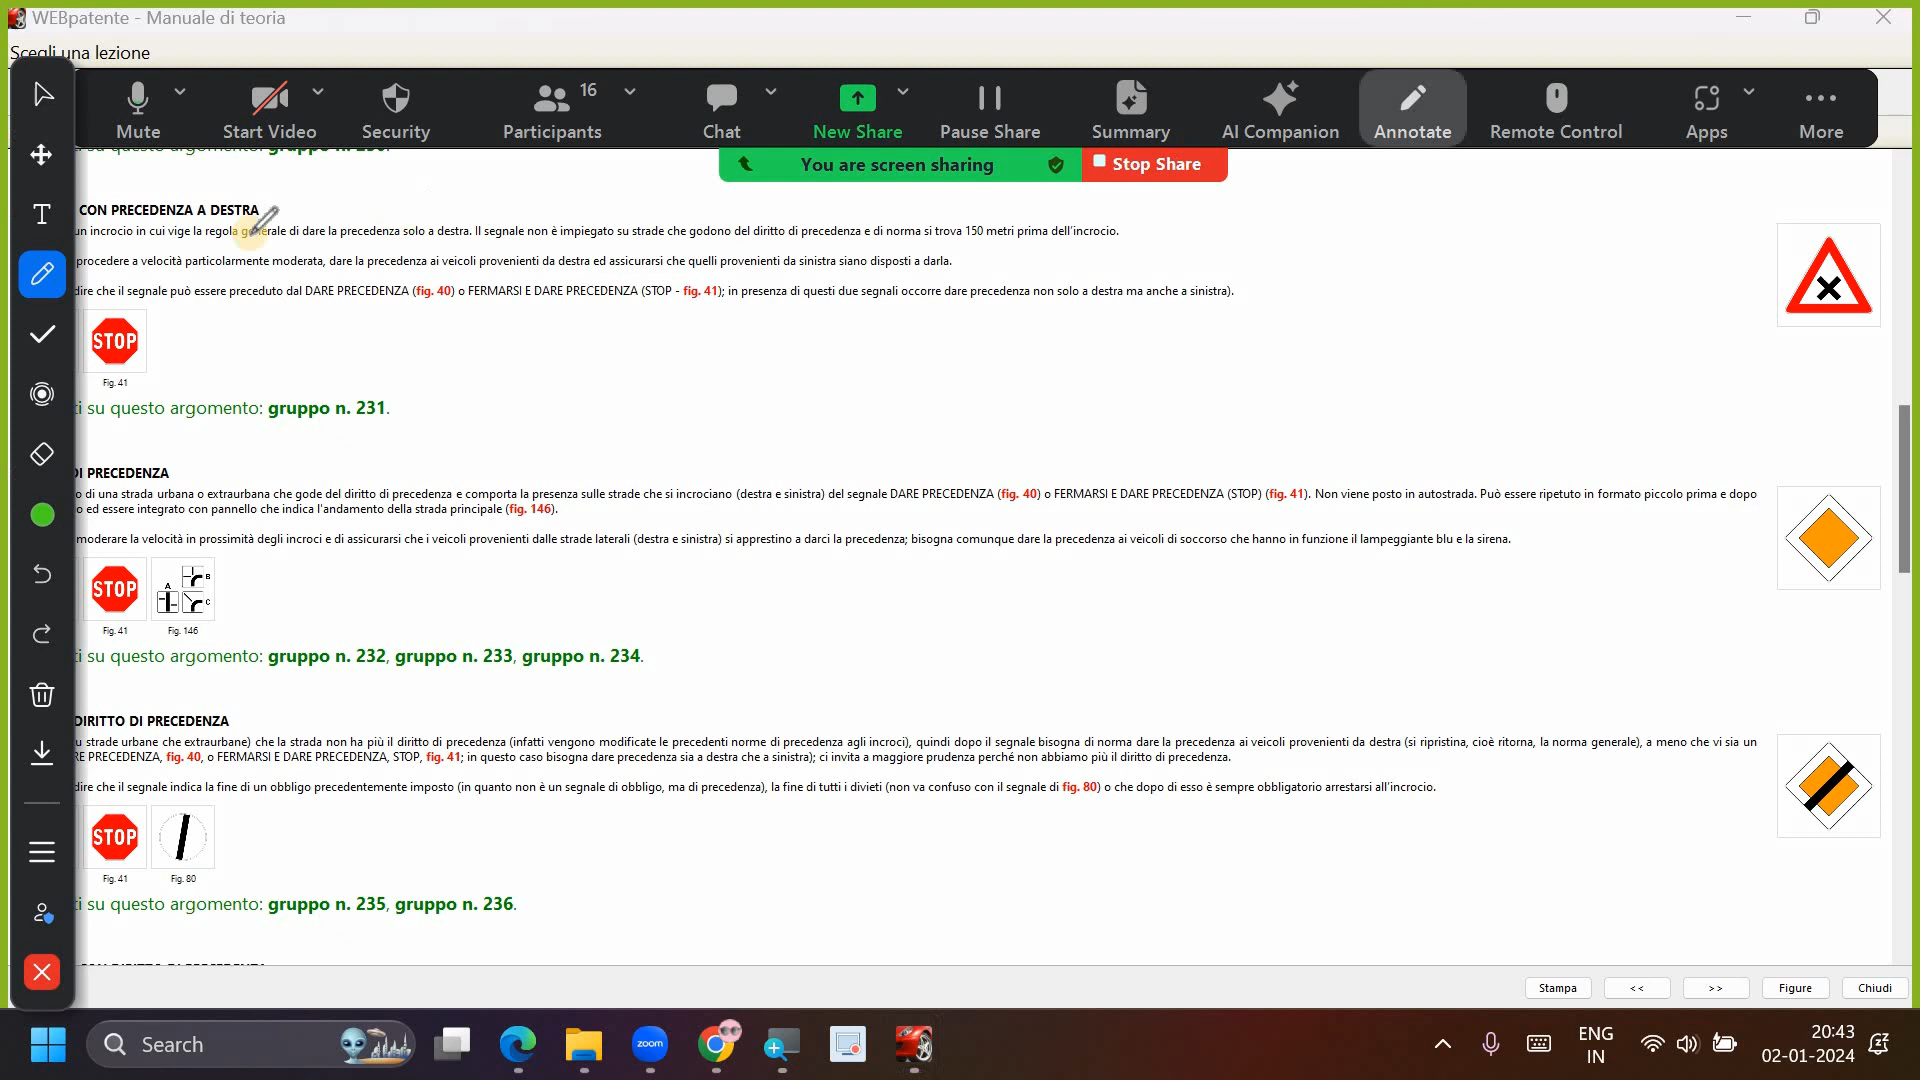 WEBpatente - Manuale di teoria
Scegli una lezione
Mute
Start Video
Security
16
Participants
Chat
New Share
Pause Share
Summary
AI Companion
Annotate
Remote Control
Apps
More
You are screen sharing
Stop Share
CON PRECEDENZA A DESTRA
un incrocio in cui vige la regola generale di dare la precedenza solo a destra. Il segnale non è impiegato su strade che godono del diritto di precedenza e di norma si trova 150 metri prima dell'incrocio.
procedere a velocità particolarmente moderata, dare la precedenza ai veicoli provenienti da destra ed assicurarsi che quelli provenienti da sinistra siano disposti a darla.
dire che il segnale può essere preceduto dal DARE PRECEDENZA (fig. 40) o FERMARSI E DARE PRECEDENZA (STOP - fig. 41); in presenza di questi due segnali occorre dare precedenza non solo a destra ma anche a sinistra).
STOP
Fig. 41
ti su questo argomento: gruppo n. 231.
DI PRECEDENZA
o di una strada urbana o extraurbana che gode del diritto di precedenza e comporta la presenza sulle strade che si incrociano (destra e sinistra) del segnale DARE PRECEDENZA (fig. 40) o FERMARSI E DARE PRECEDENZA (STOP) (fig. 41). Non viene posto in autostrada. Può essere ripetuto in formato piccolo prima e dopo
o ed essere integrato con pannello che indica l'andamento della strada principale (fig. 146).
moderare la velocità in prossimità degli incroci e di assicurarsi che i veicoli provenienti dalle strade laterali (destra e sinistra) si apprestino a darci la precedenza; bisogna comunque dare la precedenza ai veicoli di soccorso che hanno in funzione il lampeggiante blu e la sirena.
STOP
A
B
C
Fig. 41
Fig. 146
ti su questo argomento: gruppo n. 232, gruppo n. 233, gruppo n. 234.
DIRITTO DI PRECEDENZA
u strade urbane che extraurbane) che la strada non ha più il diritto di precedenza (infatti vengono modificate le precedenti norme di precedenza agli incroci), quindi dopo il segnale bisogna di norma dare la precedenza ai veicoli provenienti da destra (si ripristina, cioè ritorna, la norma generale), a meno che vi sia un
RE PRECEDENZA, fig. 40, o FERMARSI E DARE PRECEDENZA, STOP, fig. 41; in questo caso bisogna dare precedenza sia a destra che a sinistra); ci invita a maggiore prudenza perché non abbiamo più il diritto di precedenza.
dire che il segnale indica la fine di un obbligo precedentemente imposto (in quanto non è un segnale di obbligo, ma di precedenza), la fine di tutti i divieti (non va confuso con il segnale di fig. 80) o che dopo di esso è sempre obbligatorio arrestarsi all'incrocio.
STOP
Fig. 41
Fig. 80
ti su questo argomento: gruppo n. 235, gruppo n. 236.
Stampa
<<
>>
Figure
Chiudi
Search
zoom
ENG
IN
20:43
02-01-2024